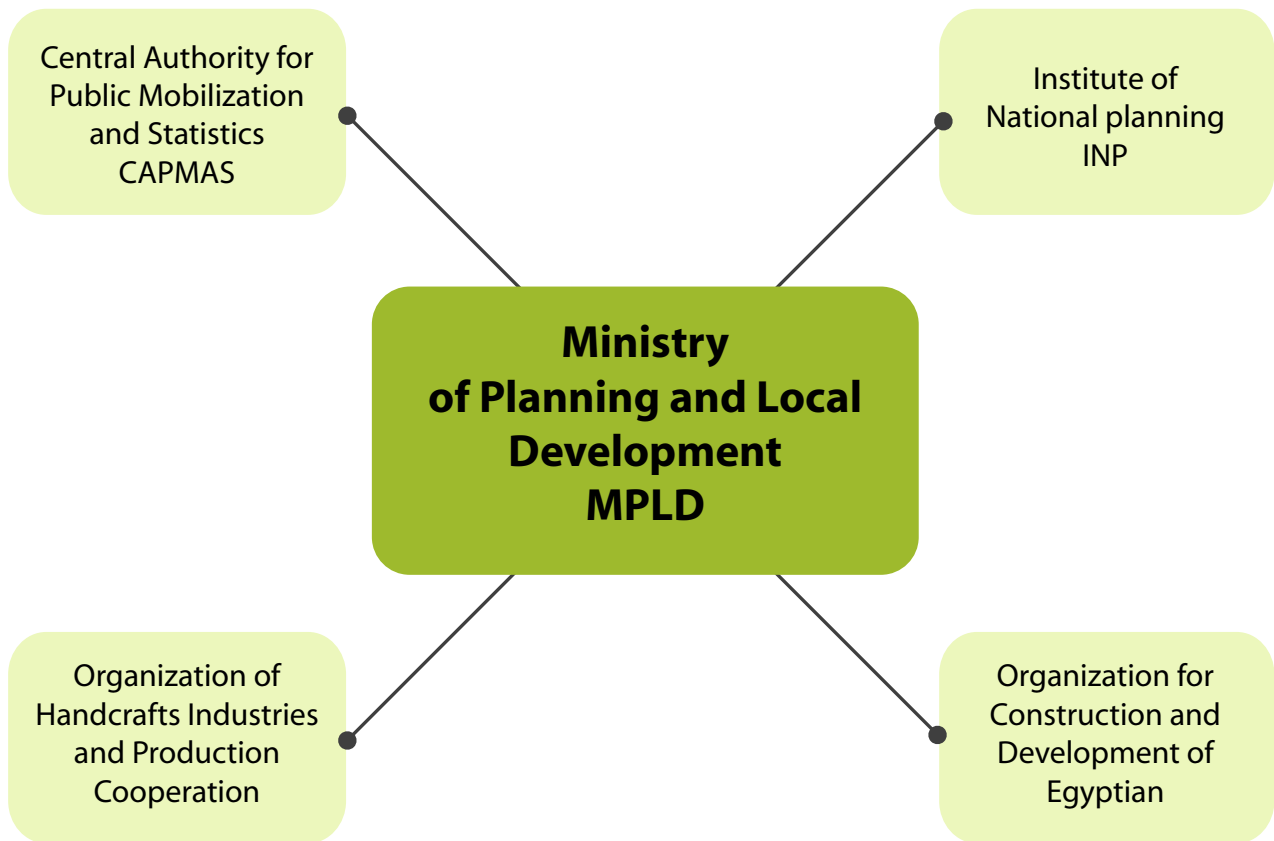 Central Authority for
Public Mobilization
and Statistics
CAPMAS
Institute of
National planning
INP
Ministry
of Planning and Local
Development
MPLD
Organization of
Handcrafts Industries
and Production
Cooperation
Organization for
Construction and
Development of
Egyptian